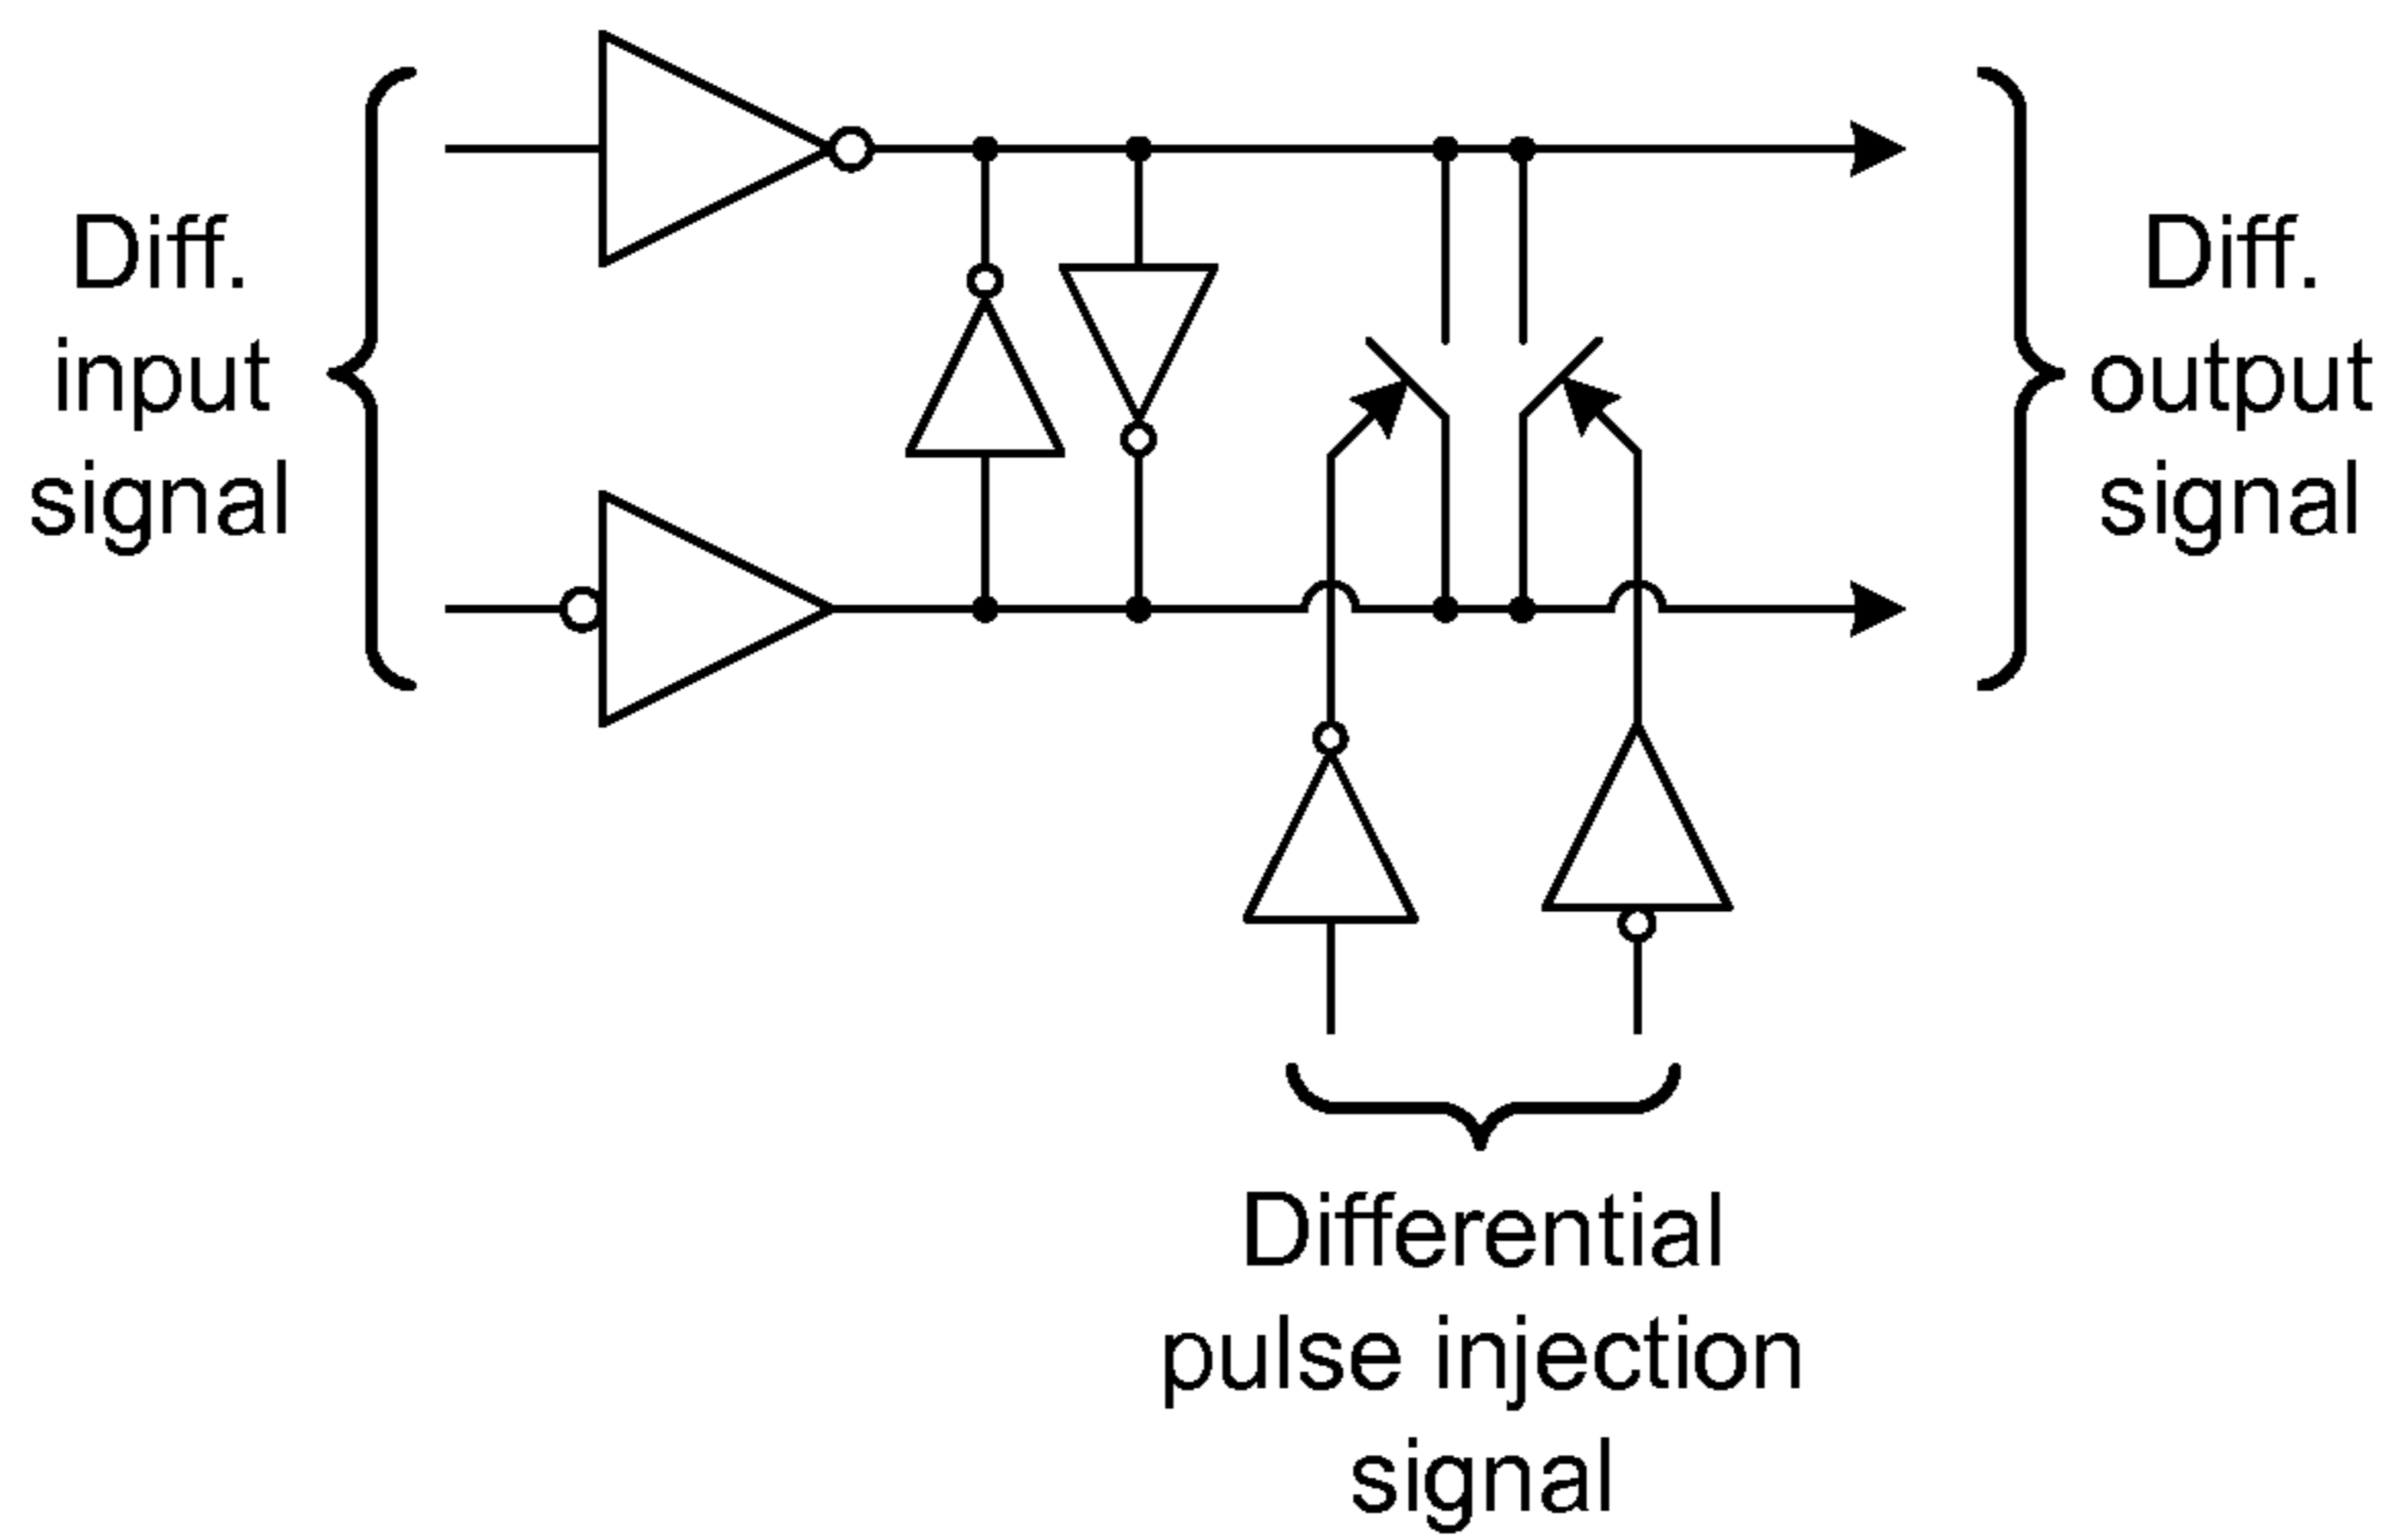 Diff.
input
signal
Diff.
output
signal
Differential
pulse injection
signal